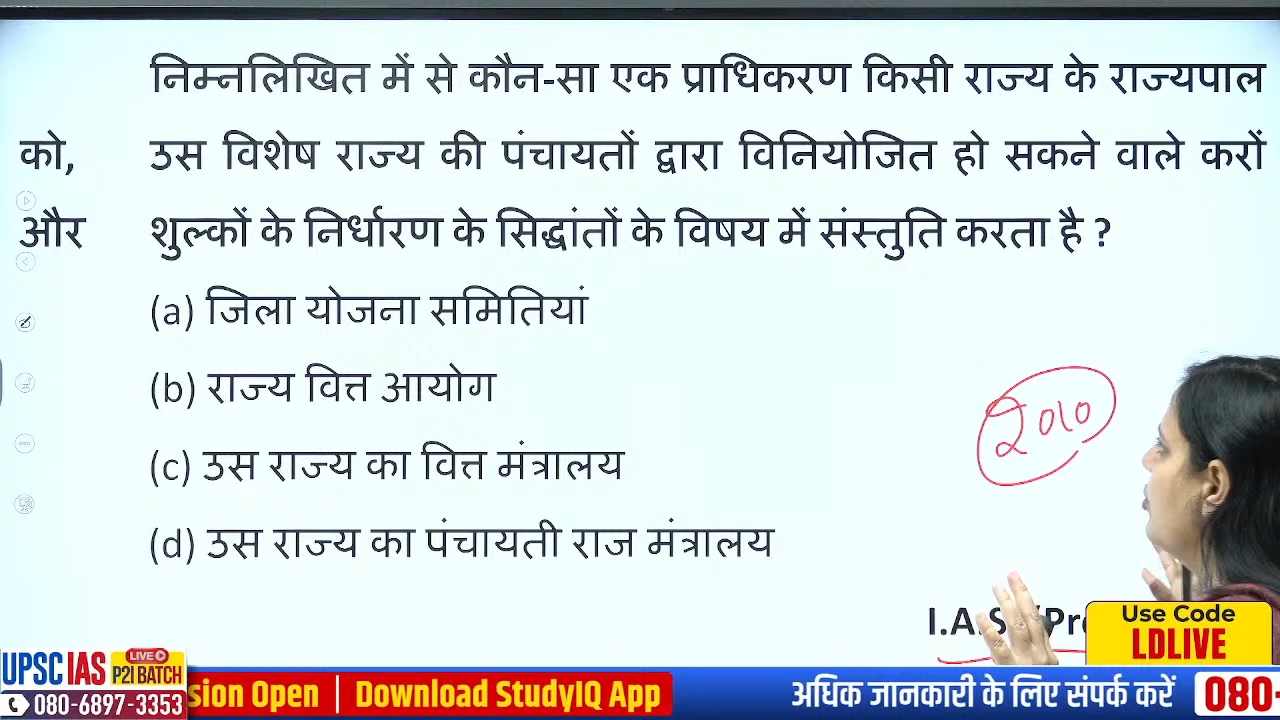 निम्नलिखित में से कौन-सा एक प्राधिकरण किसी राज्य के राज्यपाल
को, उस विशेष राज्य की पंचायतों द्वारा विनियोजित हो सकने वाले करों
और शुल्कों के निर्धारण के सिद्धांतों के विषय में संस्तुति करता है ?
(a) जिला योजना समितियां
(b) राज्य वित्त आयोग
2010
(c) उस राज्य का वित्त मंत्रालय
(d) उस राज्य का पंचायती राज मंत्रालय
I.A.S
Use Code
LDLIVE
UPSC IAS LIVE P2I BATCH
080-6897-3353
Open | Download StudyIQ App
अधिक जानकारी के लिए संपर्क करें 080-